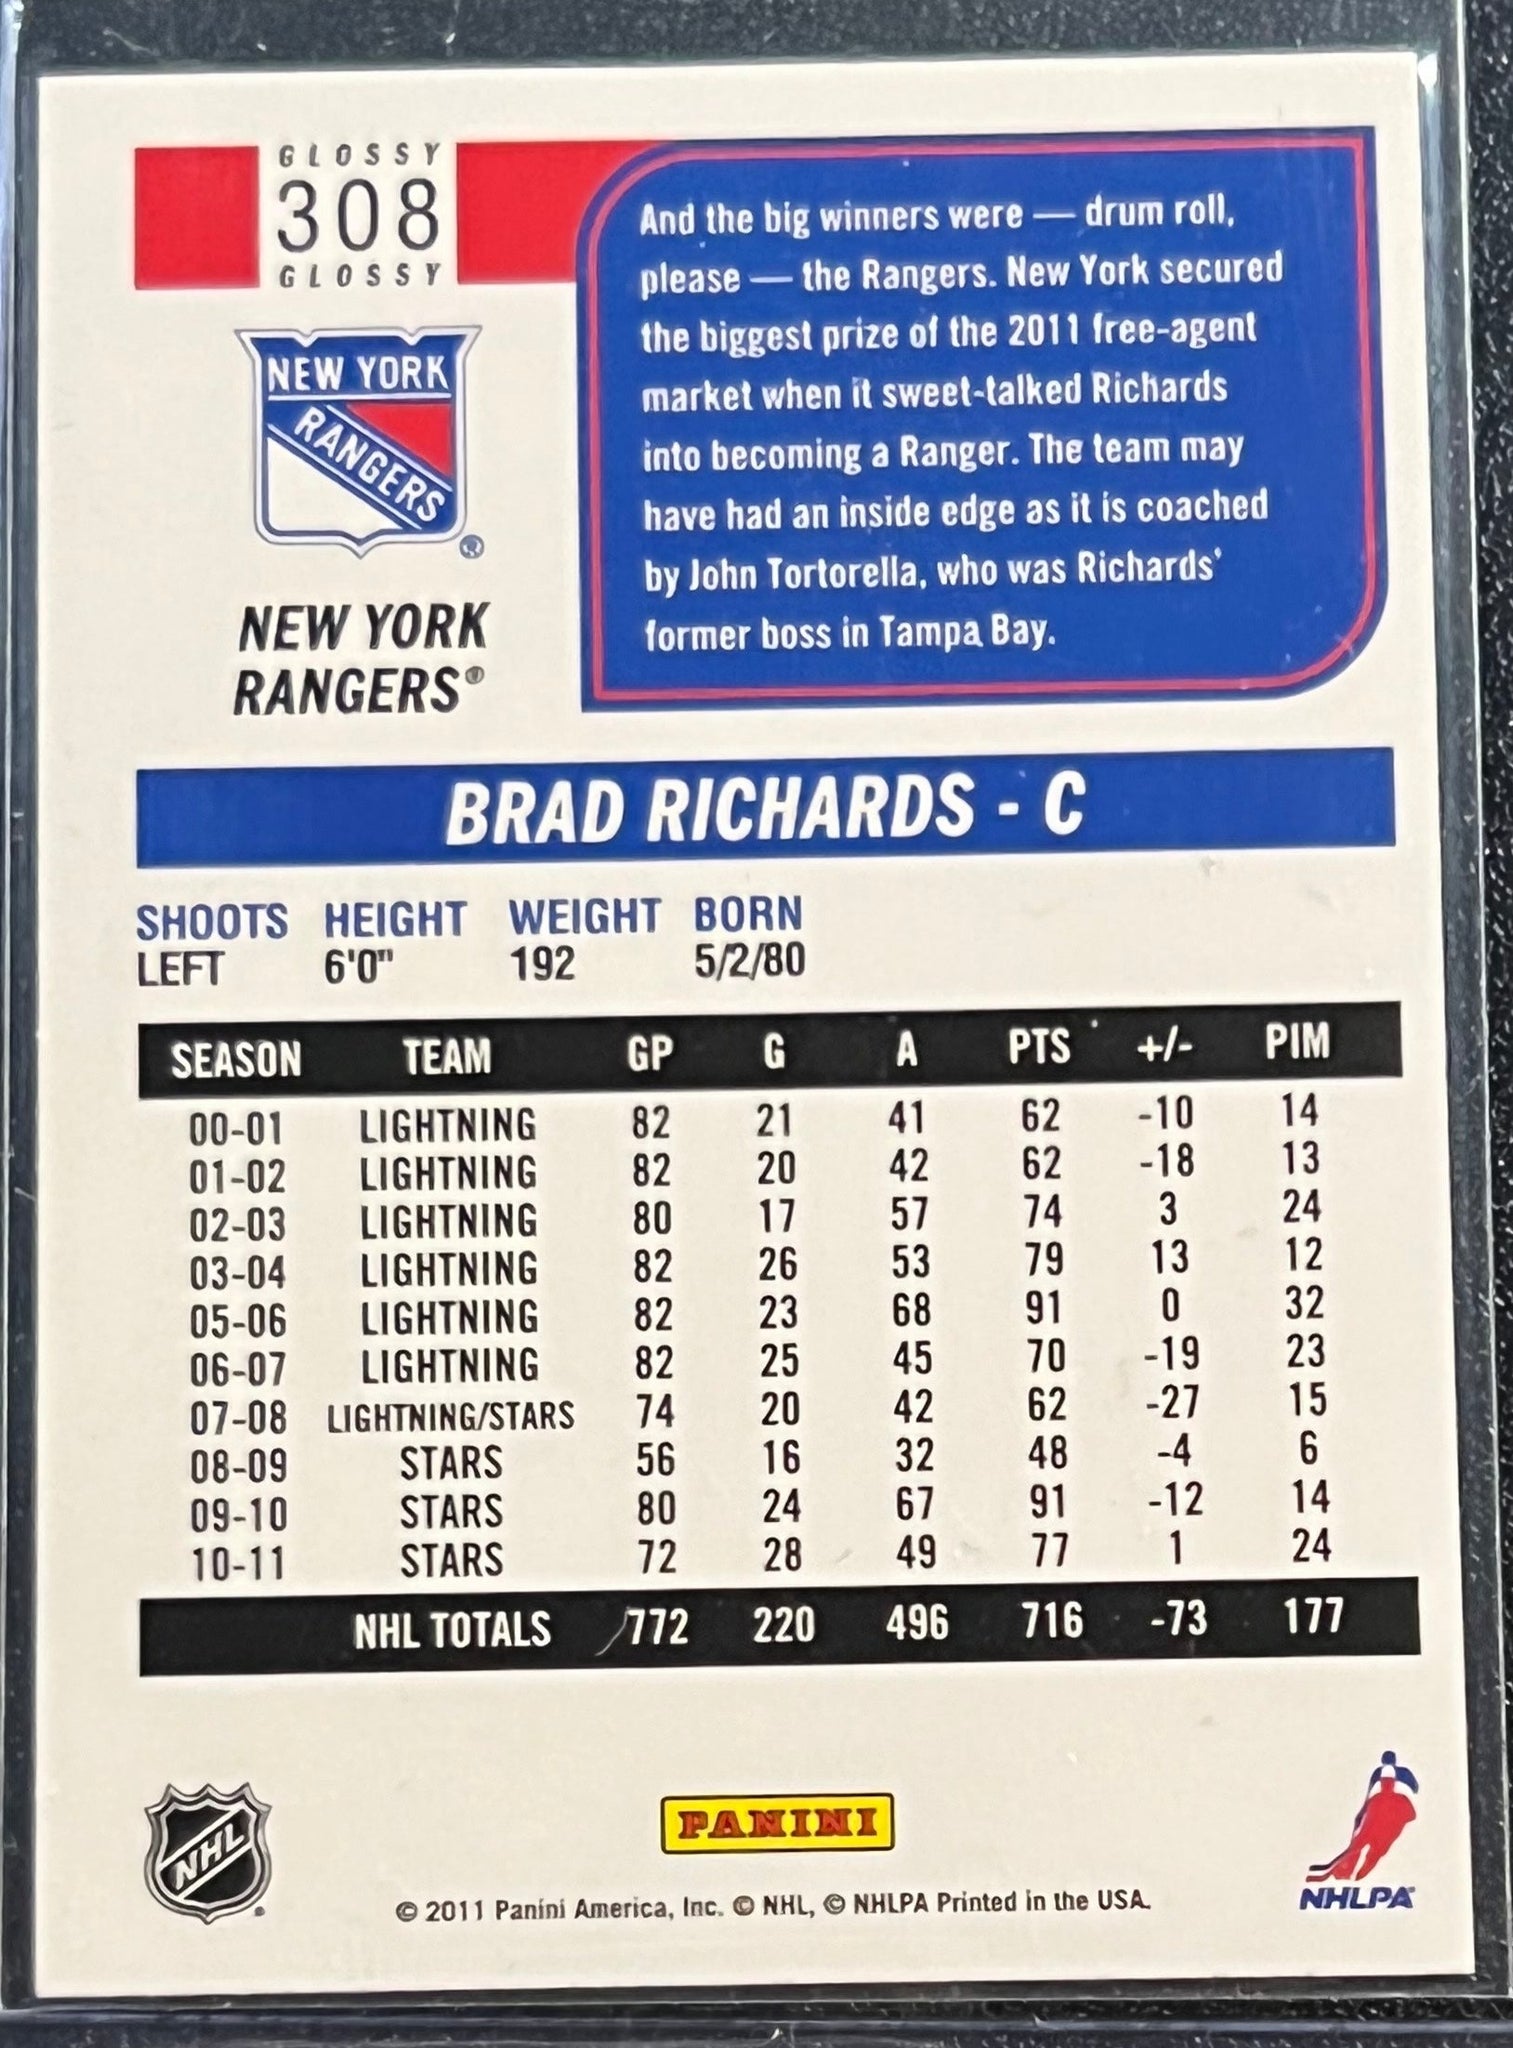 GLOSSY
308
GLOSSY
NEW YORK
RANGERS
®
NEW YORK
RANGERS®
And the big winners were — drum roll,
please — the Rangers. New York secured
the biggest prize of the 2011 free-agent
market when it sweet-talked Richards
into becoming a Ranger. The team may
have had an inside edge as it is coached
by John Tortorella, who was Richards'
former boss in Tampa Bay.
BRAD RICHARDS - C
SHOOTS HEIGHT WEIGHT BORN
LEFT 6'0" 192 5/2/80
SEASON TEAM GP G A PTS +/- PIM
00-01 LIGHTNING 82 21 41 62 -10 14
01-02 LIGHTNING 82 20 42 62 -18 13
02-03 LIGHTNING 80 17 57 74 3 24
03-04 LIGHTNING 82 26 53 79 13 12
05-06 LIGHTNING 82 23 68 91 0 32
06-07 LIGHTNING 82 25 45 70 -19 23
07-08 LIGHTNING/STARS 74 20 42 62 -27 15
08-09 STARS 56 16 32 48 -4 6
09-10 STARS 80 24 67 91 -12 14
10-11 STARS 72 28 49 77 1 24
NHL TOTALS 772 220 496 716 -73 177
NHL
PANINI
NHLPA
© 2011 Panini America, Inc. © NHL, © NHLPA Printed in the USA.